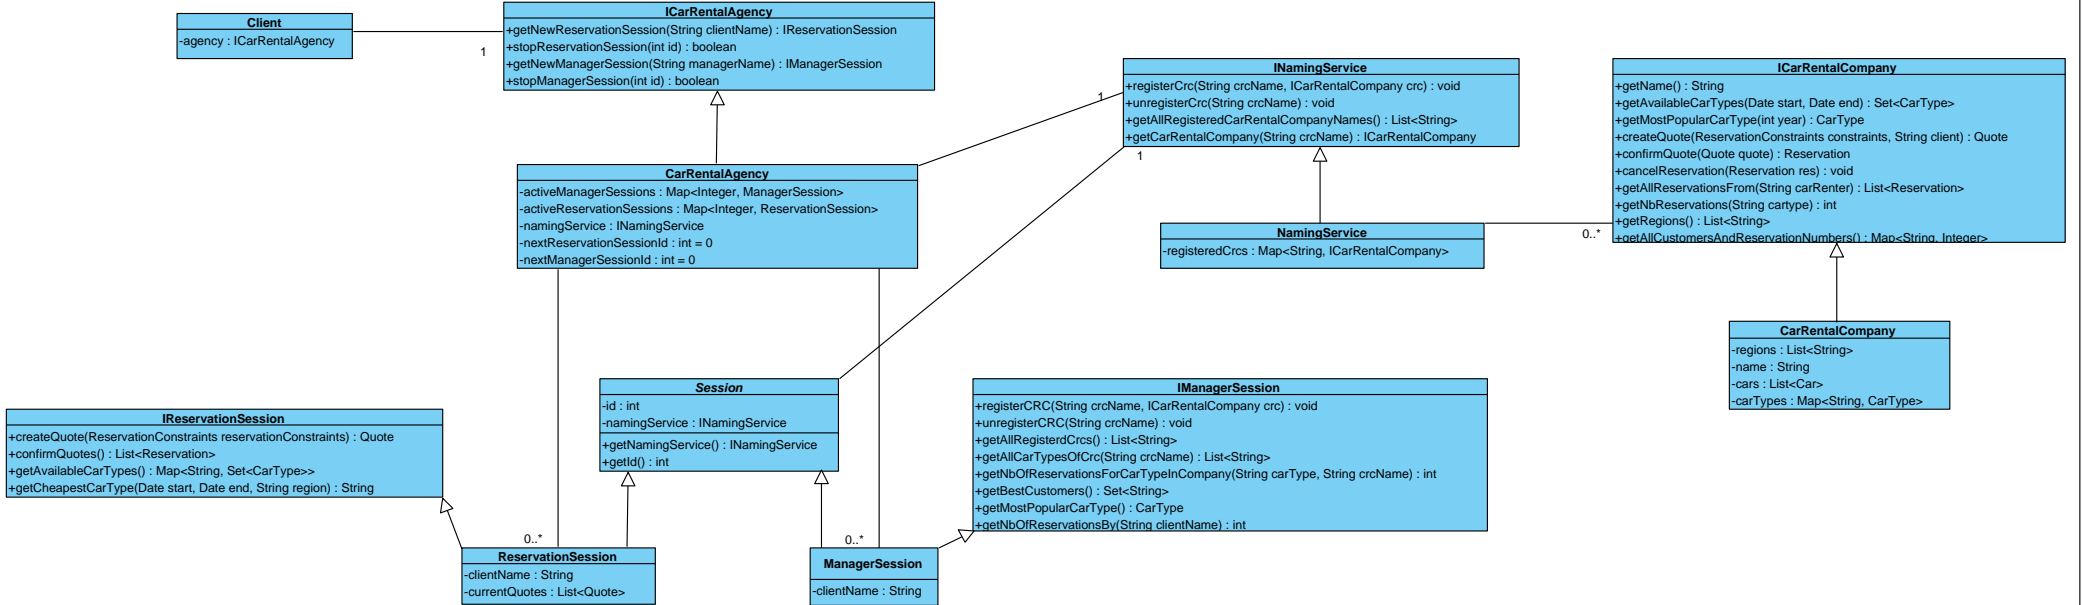 Client
-agency : ICarRentalAgency
1
ICarRentalAgency
+getNewReservationSession(String clientName) : IReservationSession
+stopReservationSession(int id) : boolean
+getNewManagerSession(String managerName) : IManagerSession
+stopManagerSession(int id) : boolean
INamingService
+registerCrc(String crcName, ICarRentalCompany crc) : void
+unregisterCrc(String crcName) : void
+getAllRegisteredCarRentalCompanyNames() : List<String>
+getCarRentalCompany(String crcName) : ICarRentalCompany
1
1
ICarRentalCompany
+getName() : String
+getAvailableCarTypes(Date start, Date end) : Set<CarType>
+getMostPopularCarType(int year) : CarType
+createQuote(ReservationConstraints constraints, String client) : Quote
+confirmQuote(Quote quote) : Reservation
+cancelReservation(Reservation res) : void
+getAllReservationsFrom(String carRenter) : List<Reservation>
+getNbReservations(String cartype) : int
+getRegions() : List<String>
+getAllCustomersAndReservationNumbers() : Map<String, Integer>
CarRentalAgency
-activeManagerSessions : Map<Integer, ManagerSession>
-activeReservationSessions : Map<Integer, ReservationSession>
-namingService : INamingService
-nextReservationSessionId : int = 0
-nextManagerSessionId : int = 0
NamingService
-registeredCrcs : Map<String, ICarRentalCompany>
0..*
CarRentalCompany
-regions : List<String>
-name : String
-cars : List<Car>
-carTypes : Map<String, CarType>
IReservationSession
+createQuote(ReservationConstraints reservationConstraints) : Quote
+confirmQuotes() : List<Reservation>
+getAvailableCarTypes() : Map<String, Set<CarType>>
+getCheapestCarType(Date start, Date end, String region) : String
Session
-id : int
-namingService : INamingService
+getNamingService() : INamingService
+getId() : int
IManagerSession
+registerCRC(String crcName, ICarRentalCompany crc) : void
+unregisterCRC(String crcName) : void
+getAllRegisterdCrcs() : List<String>
+getAllCarTypesOfCrc(String crcName) : List<String>
+getNbOfReservationsForCarTypeInCompany(String carType, String crcName) : int
+getBestCustomers() : Set<String>
+getMostPopularCarType() : CarType
+getNbOfReservationsBy(String clientName) : int
0..*
ReservationSession
-clientName : String
-currentQuotes : List<Quote>
0..*
ManagerSession
-clientName : String